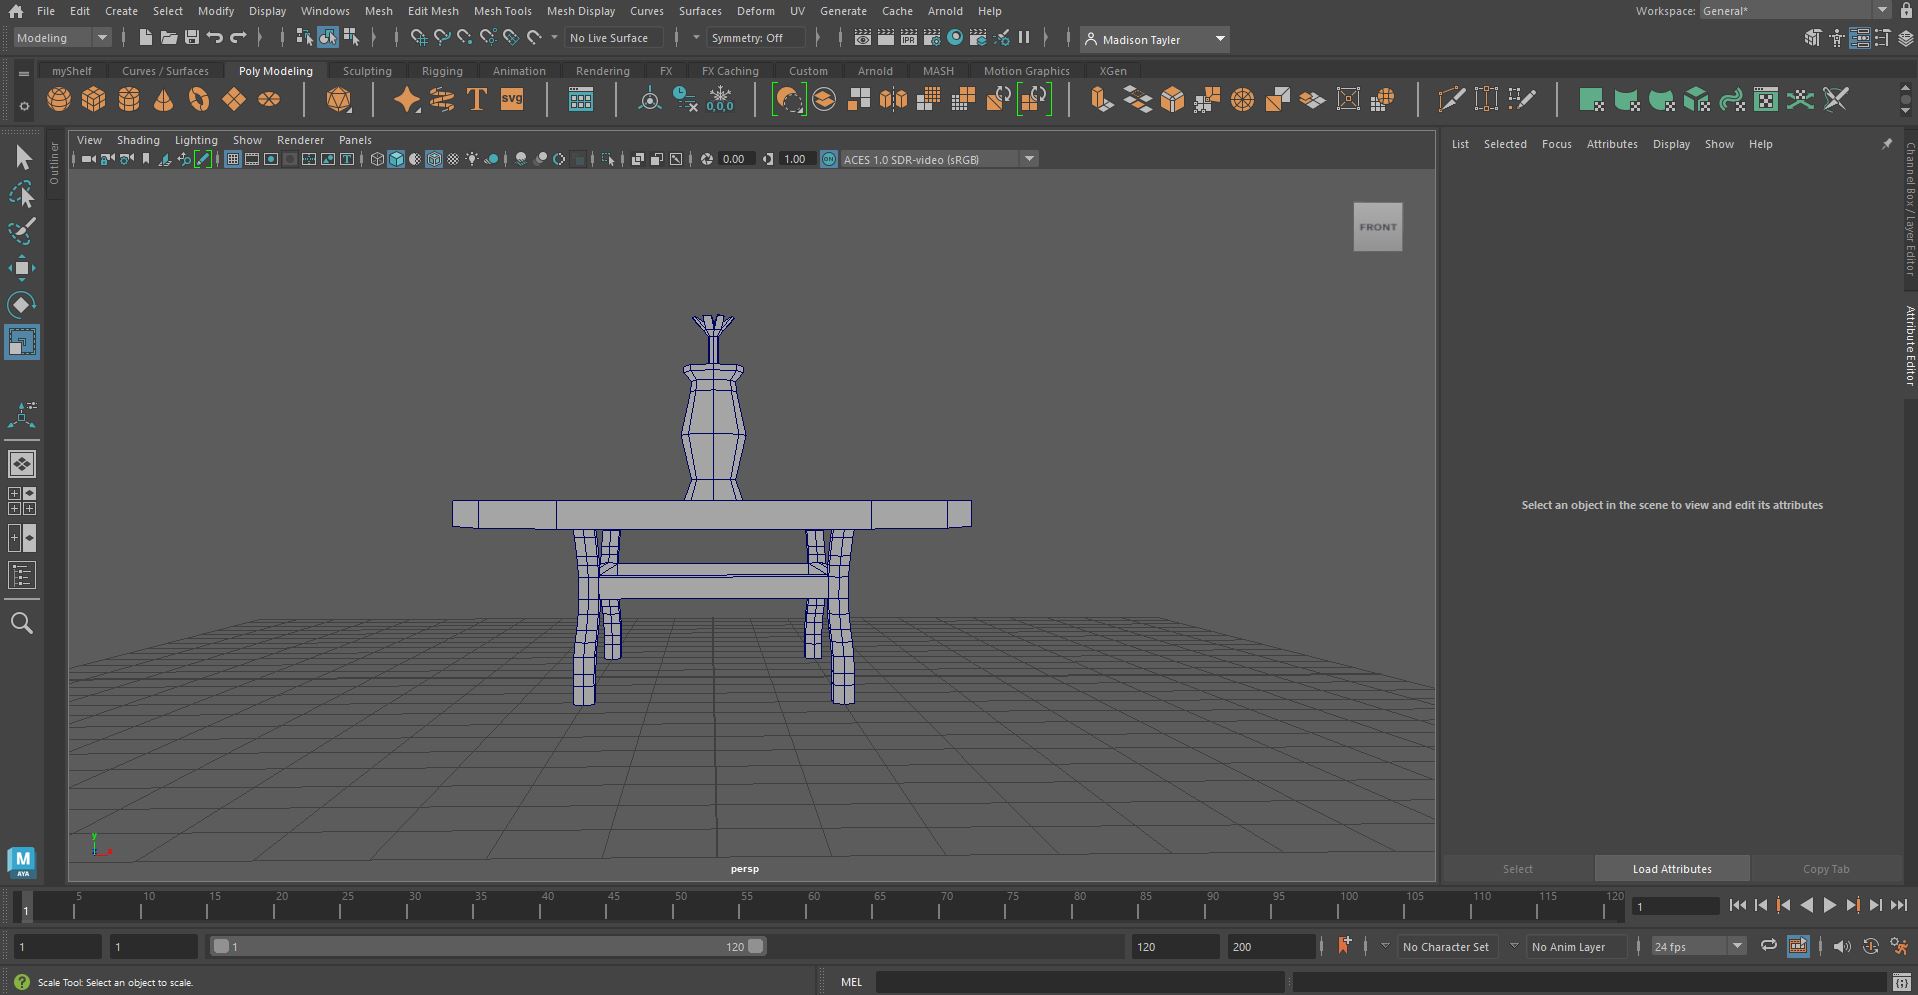 File Edit Create Select Modify Display Windows Mesh Edit Mesh Mesh Tools Mesh Display Curves Surfaces Deform UV Generate Cache Arnold Help Workspace: General*
Modeling No Live Surface Symmetry: Off IPR Madison Tayler
myShelf Curves / Surfaces Poly Modeling Sculpting Rigging Animation Rendering FX FX Caching Custom Arnold MASH Motion Graphics XGen
T SVG 0,0,0
View Shading Lighting Show Renderer Panels
0.00 1.00 ON ACES 1.0 SDR-video (sRGB)
List Selected Focus Attributes Display Show Help
Outliner
Channel Box / Layer Editor
Attribute Editor
FRONT
Select an object in the scene to view and edit its attributes
y
persp
M
AYA
Select Load Attributes Copy Tab
1 5 10 15 20 25 30 35 40 45 50 55 60 65 70 75 80 85 90 95 100 105 110 115 120 1
1 1 1 120 120 200 No Character Set No Anim Layer 24 fps
Scale Tool: Select an object to scale. MEL